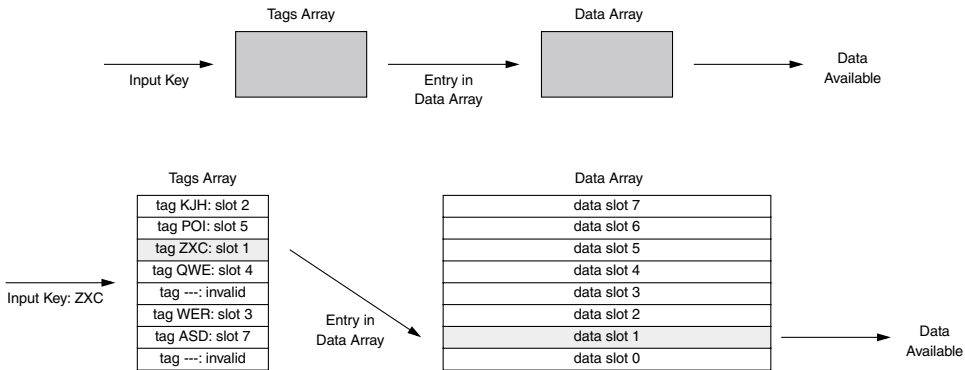 Tags Array
Data Array
Input Key
Entry in
Data Array
Data
Available
Tags Array
Data Array
tag KJH: slot 2
tag POI: slot 5
tag ZXC: slot 1
tag QWE: slot 4
tag ---: invalid
tag WER: slot 3
tag ASD: slot 7
tag ---: invalid
Input Key: ZXC
Entry in
Data Array
data slot 7
data slot 6
data slot 5
data slot 4
data slot 3
data slot 2
data slot 1
data slot 0
Data
Available